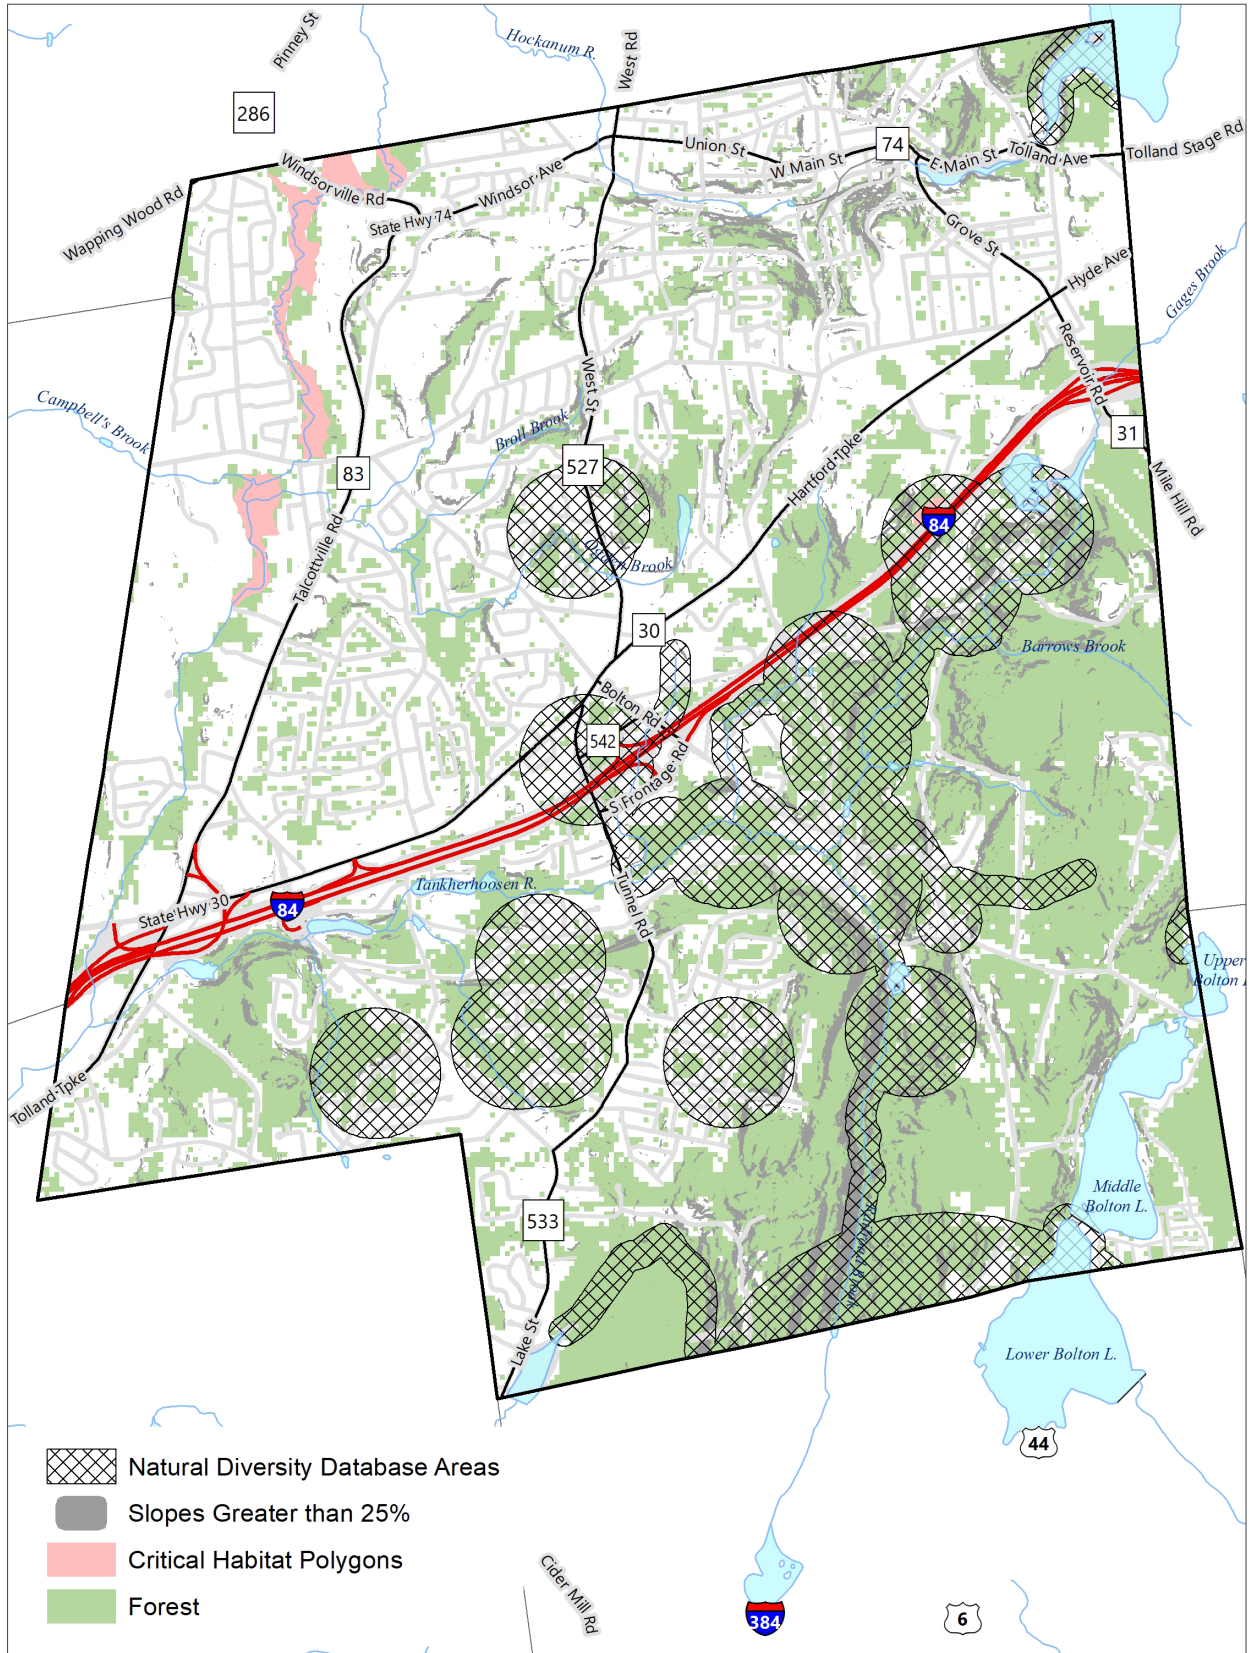 Pinney St
Hockanum R.
West Rd
286
Union St
74
W Main St
E Main St
Tolland Ave
Tolland Stage Rd
Windsorville Rd
Windsor Ave
State Hwy 74
Wapping Wood Rd
Grove St
Hyde Ave
Gages Brook
Reservoir Rd
West St
Campbell's Brook
Broll Brook
31
527
83
Hartford Tpke
Mile Hill Rd
84
Talcottville Rd
Brook
30
Barrows Brook
Bolton Rd
542
S Frontage Rd
Tankherhoosen R.
Tunnel Rd
State Hwy 30
84
Upper
Bolton
Tolland Tpke
Middle
Bolton L.
533
Railroad Brook
Lake St
Lower Bolton L.
44
Natural Diversity Database Areas
Slopes Greater than 25%
Critical Habitat Polygons
Forest
Cider Mill Rd
384
6